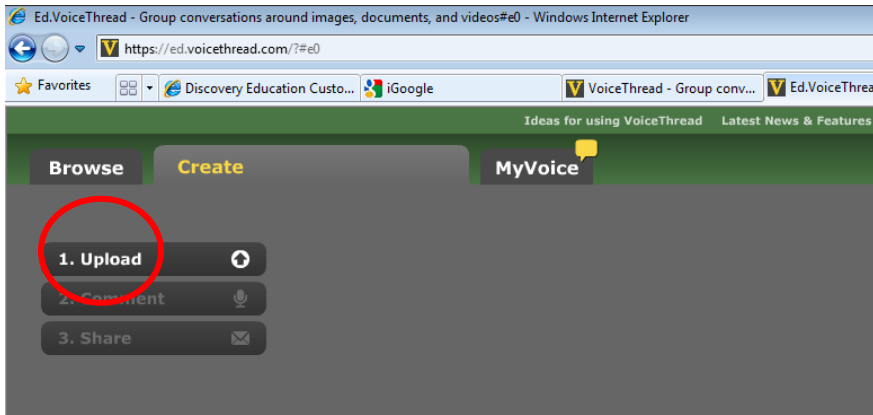 Ed.VoiceThread - Group conversations around images, documents, and videos#e0 - Windows Internet Explorer
https://ed.voicethread.com/?#e0
Favorites
Discovery Education Custo...
iGoogle
VoiceThread - Group conv...
Ed.VoiceThrea
Ideas for using VoiceThread
Latest News & Features
Browse
Create
MyVoice
1. Upload
2. Comment
3. Share